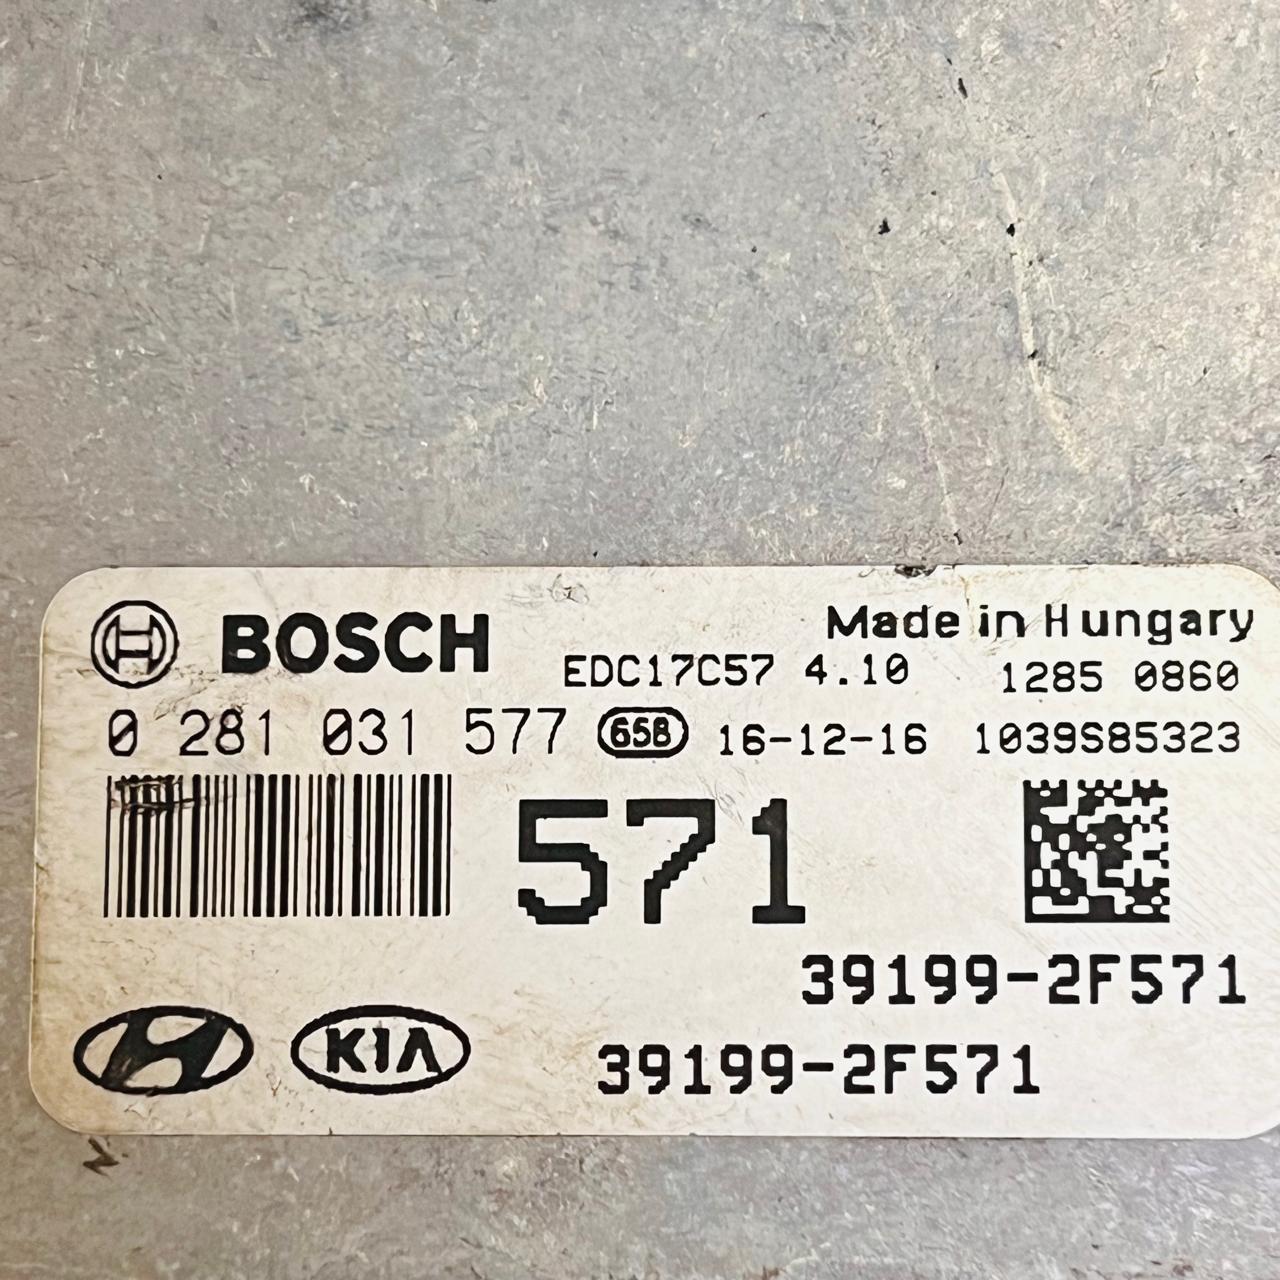 BOSCH
Made in Hungary
EDC17C57 4.10 1285 0860
0 281 031 577 658 16-12-16 1039S85323
571
39199-2F571
KIA 39199-2F571